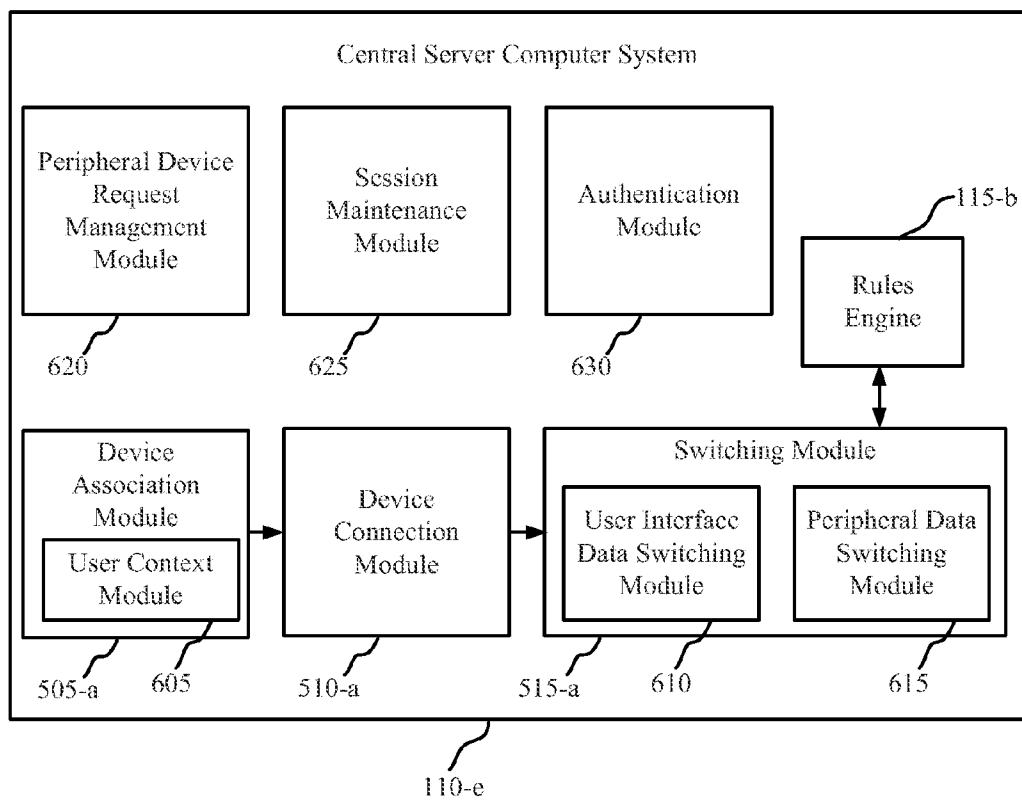 Central Server Computer System
Peripheral Device
Request
Management
Module
620
Session
Maintenance
Module
625
Authentication
Module
630
115-b
Rules
Engine
Device
Association
Module
User Context
Module
505-a
605
Device
Connection
Module
510-a
Switching Module
User Interface
Data Switching
Module
Peripheral Data
Switching
Module
515-a
610
615
110-e